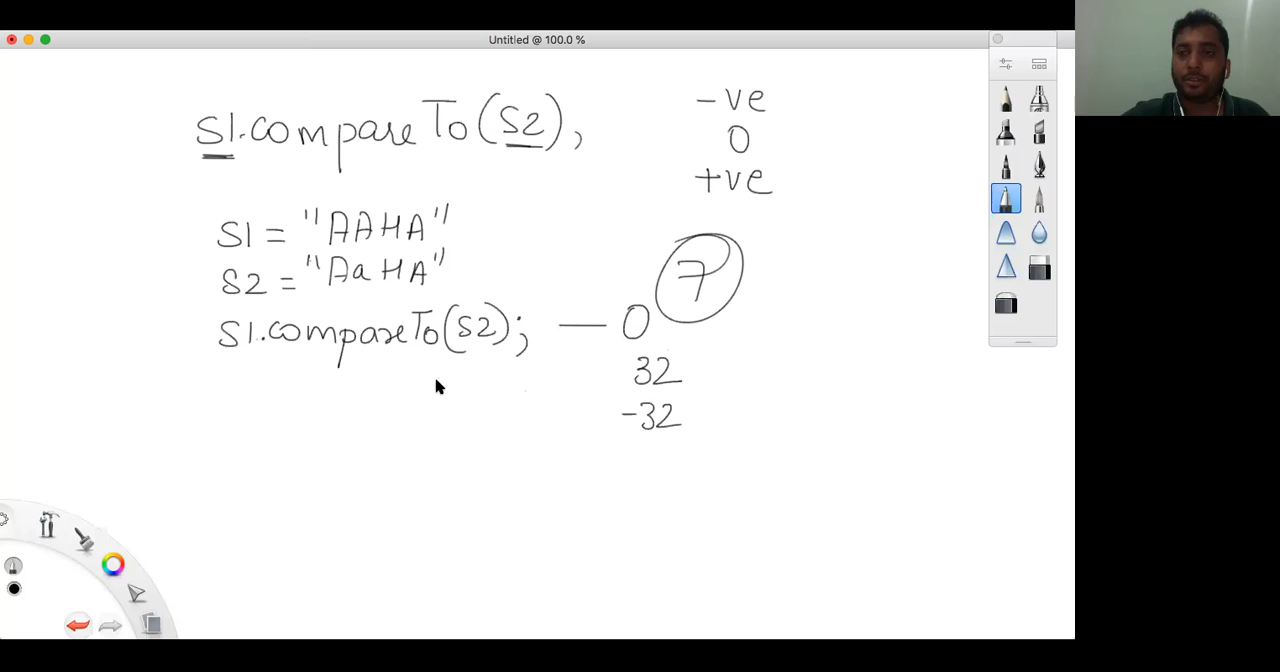 Untitled @ 100.0 %
S1.compareTo(S2);
-ve
0
+ve
S1 = "AAHA"
S2 = "AaHA"
7
S1.compareTo(S2); — 0
32
-32